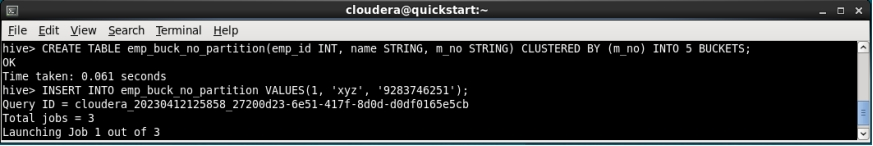 cloudera@quickstart:~
File Edit View Search Terminal Help
hive> CREATE TABLE emp_buck_no_partition(emp_id INT, name STRING, m_no STRING) CLUSTERED BY (m_no) INTO 5 BUCKETS;
OK
Time taken: 0.061 seconds
hive> INSERT INTO emp_buck_no_partition VALUES(1, 'xyz', '9283746251');
Query ID = cloudera_20230412125858_27200d23-6e51-417f-8d0d-d0df0165e5cb
Total jobs = 3
Launching Job 1 out of 3